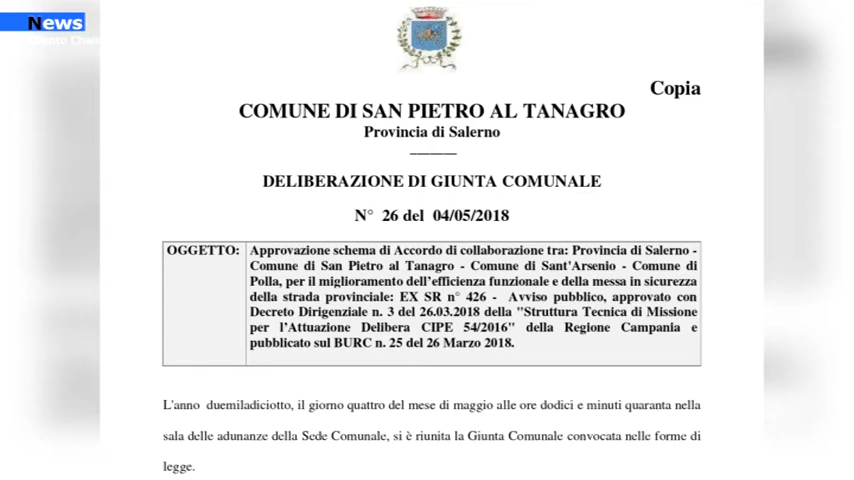 News
Copia
COMUNE DI SAN PIETRO AL TANAGRO
Provincia di Salerno
DELIBERAZIONE DI GIUNTA COMUNALE
N° 26 del 04/05/2018
OGGETTO: Approvazione schema di Accordo di collaborazione tra: Provincia di Salerno -
Comune di San Pietro al Tanagro - Comune di Sant'Arsenio - Comune di
Polla, per il miglioramento dell'efficienza funzionale e della messa in sicurezza
della strada provinciale: EX SR n° 426 - Avviso pubblico, approvato con
Decreto Dirigenziale n. 3 del 26.03.2018 della "Struttura Tecnica di Missione
per l'Attuazione Delibera CIPE 54/2016" della Regione Campania e
pubblicato sul BURC n. 25 del 26 Marzo 2018.
L'anno duemiladiciotto, il giorno quattro del mese di maggio alle ore dodici e minuti quaranta nella
sala delle adunanze della Sede Comunale, si è riunita la Giunta Comunale convocata nelle forme di
legge.